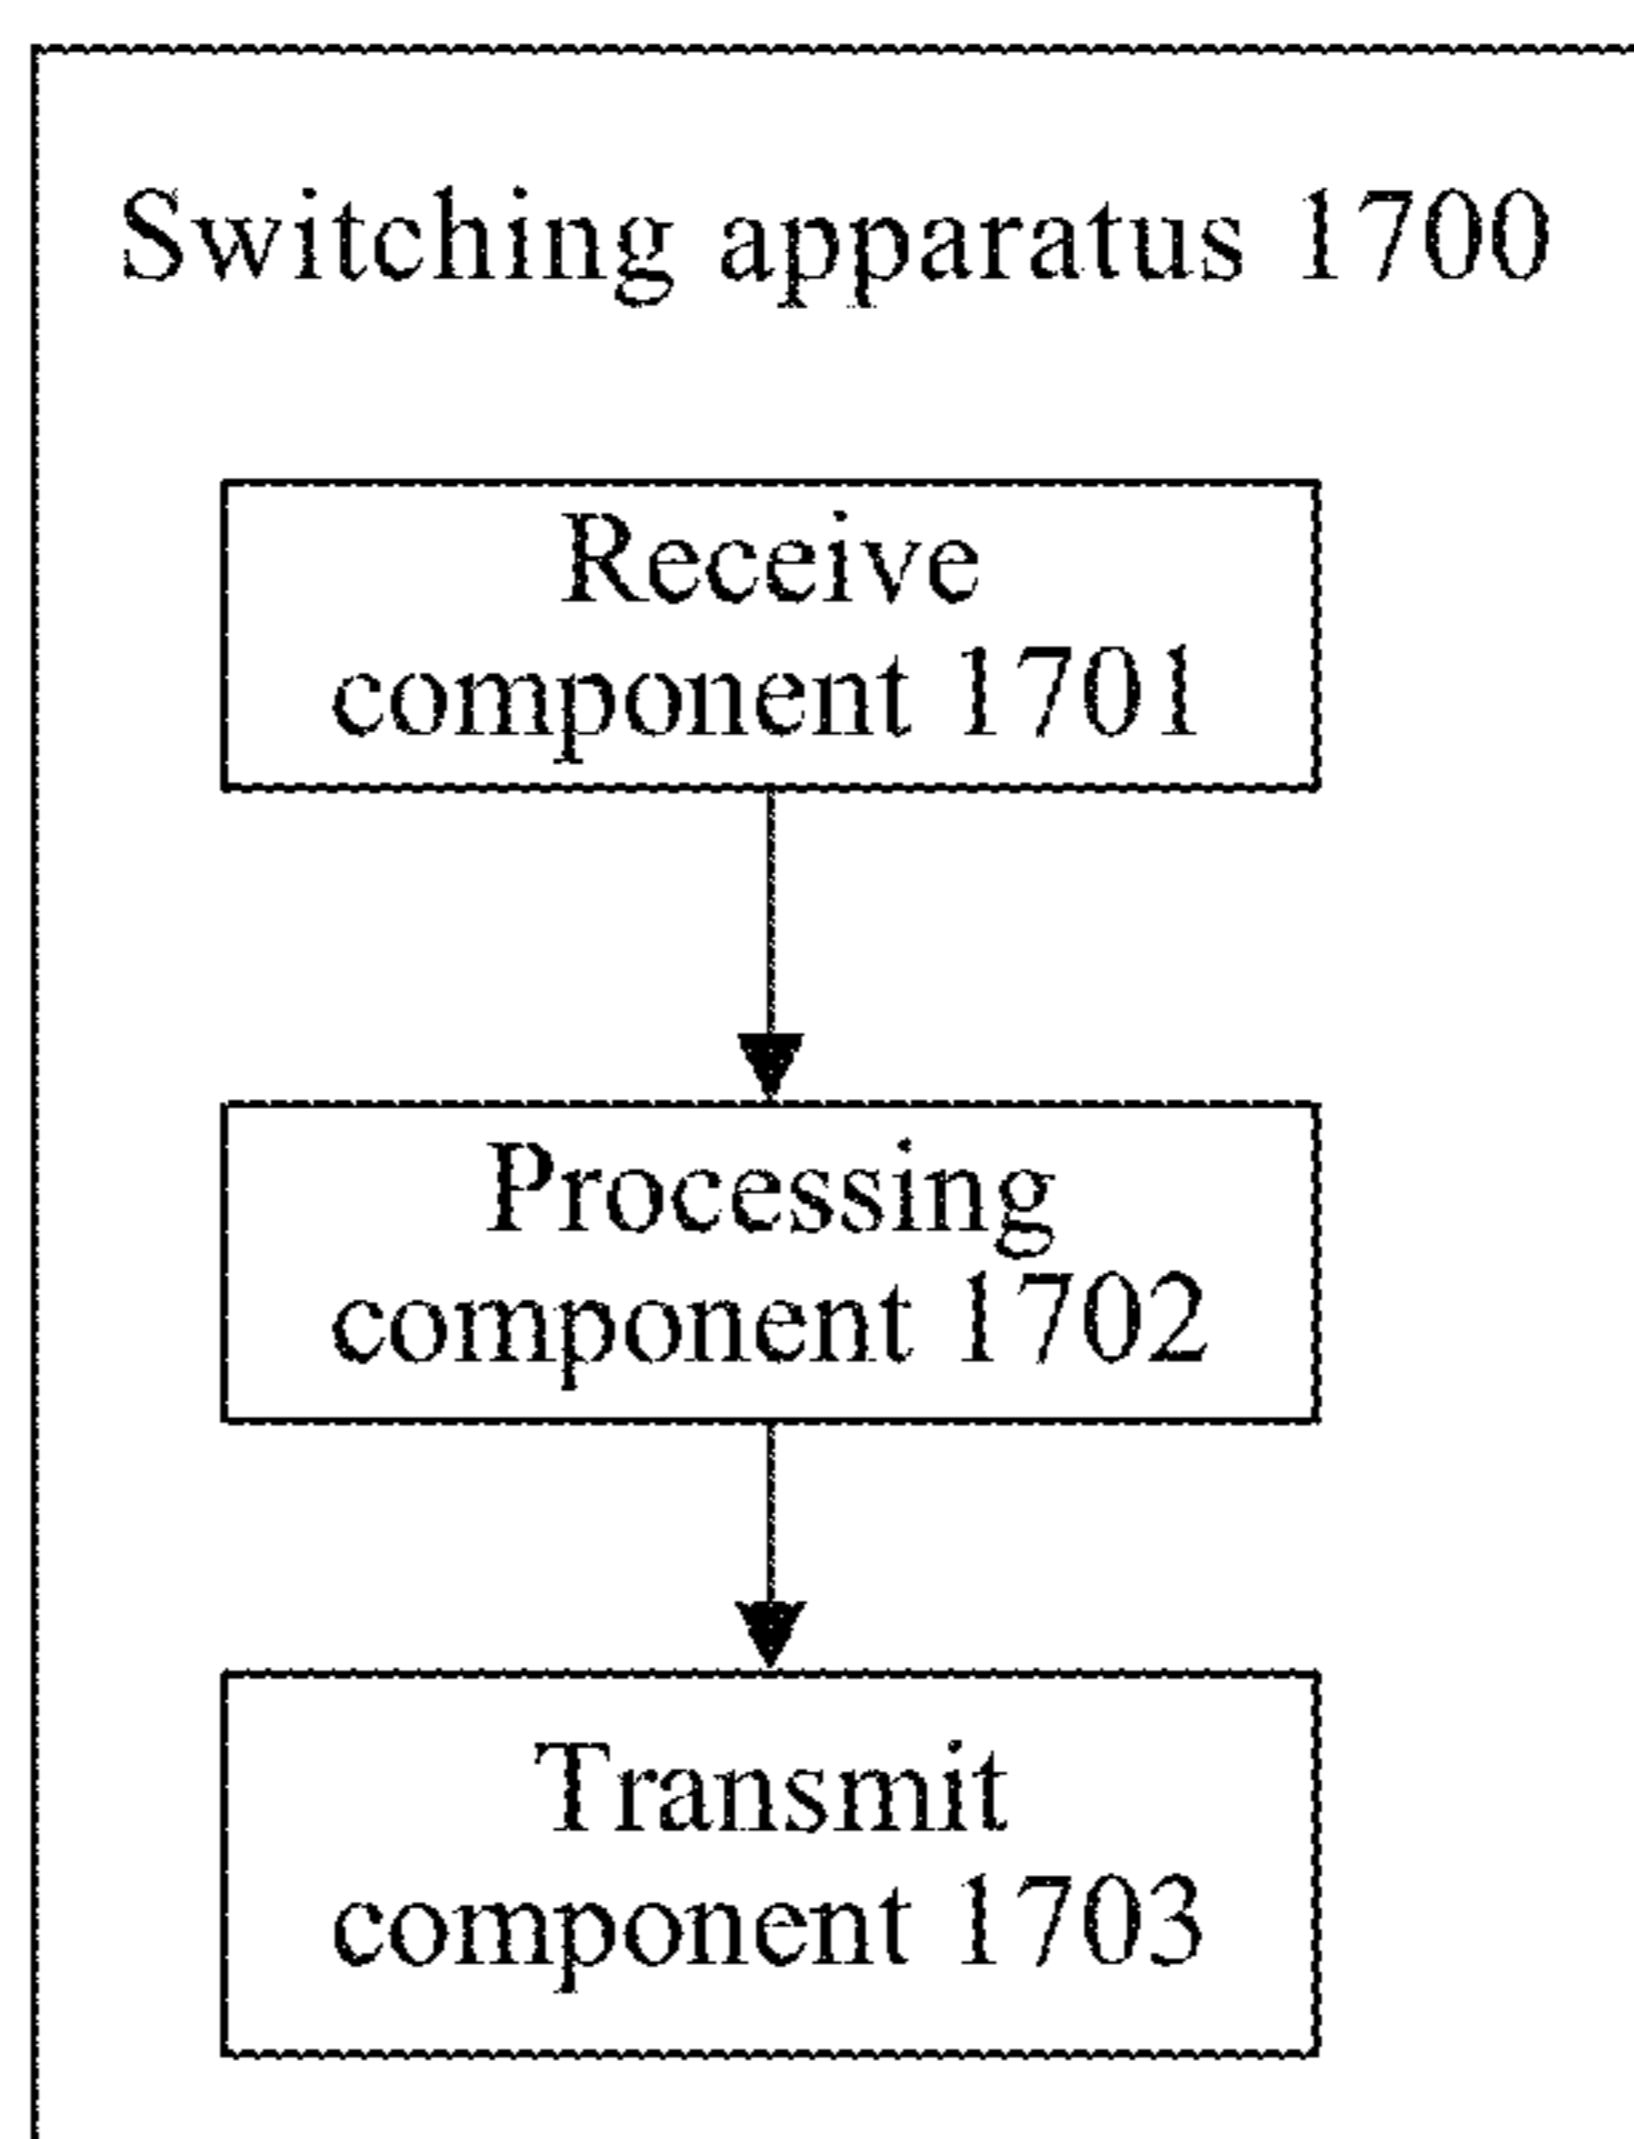 Switching apparatus 1700
Receive
component 1701
Processing
component 1702
Transmit
component 1703